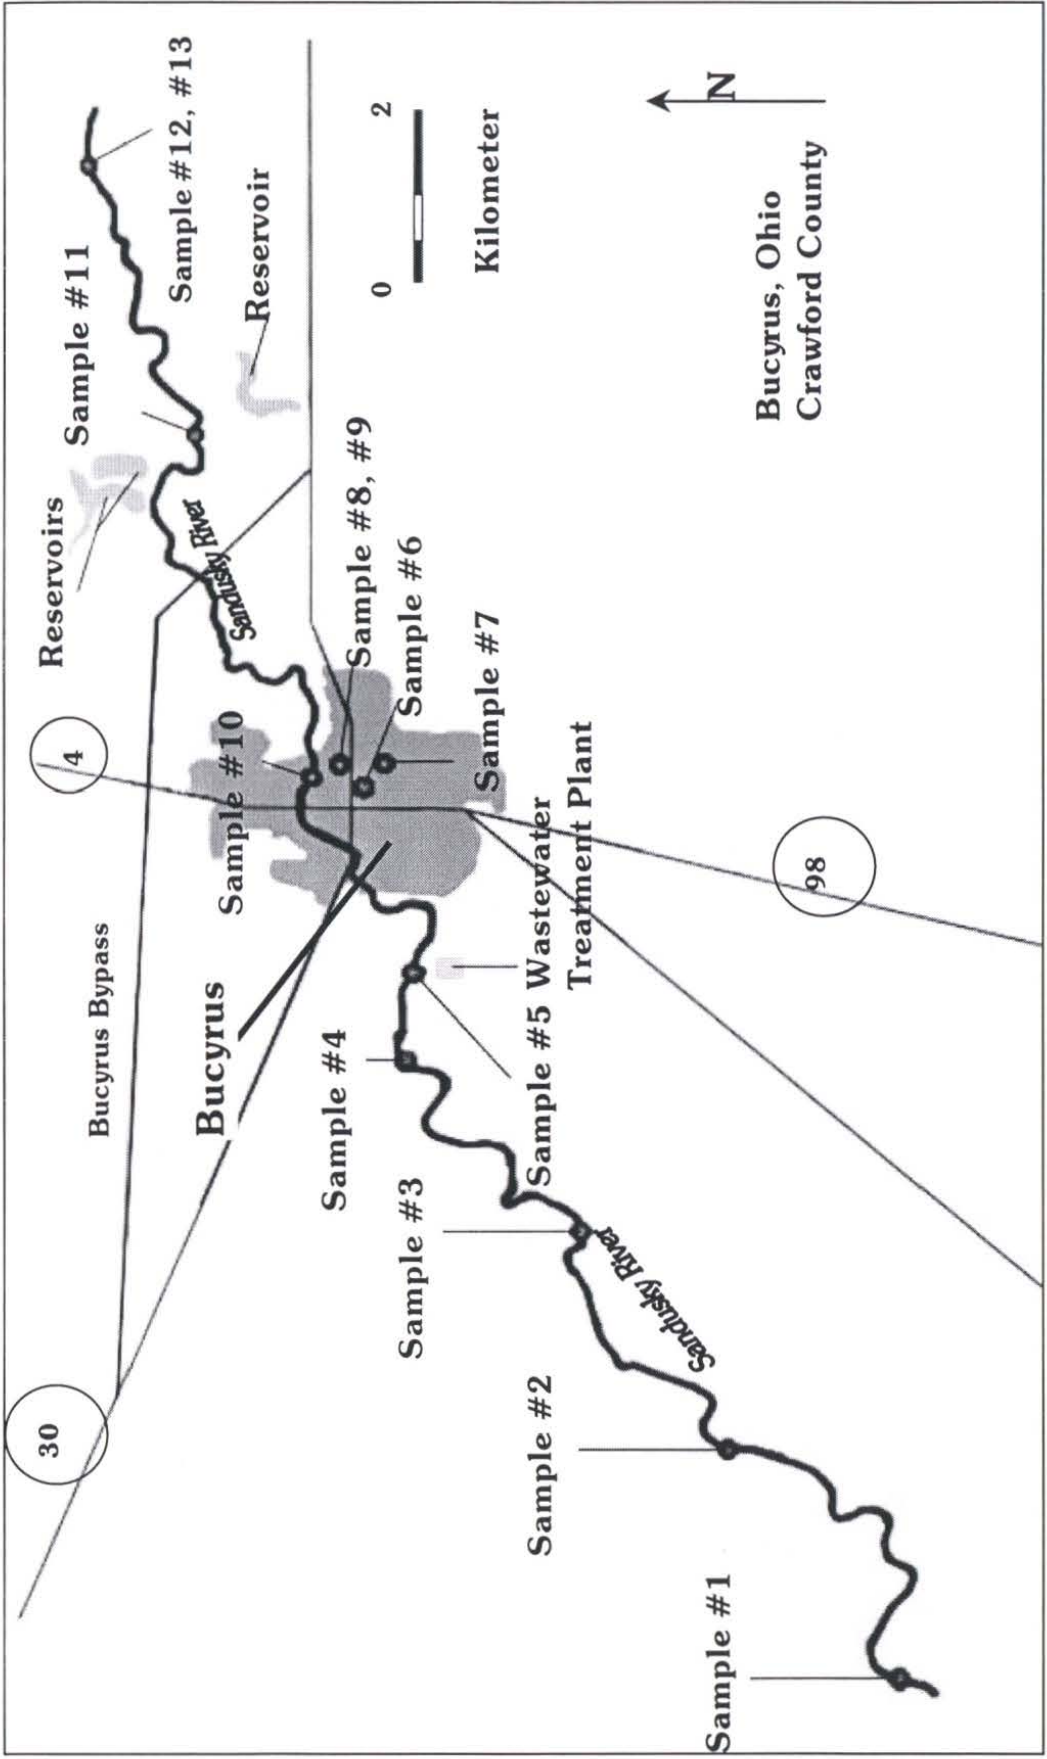 30
4
Bucyrus Bypass
Reservoirs
Sample #11
Sample #12, #13
Reservoir
Sandusky River
Sample #10
Bucyrus
Sample #8, #9
Sample #6
Sample #7
Sample #4
Sample #3
Sample #5
Wastewater
Treatment Plant
Sample #2
Sandusky River
Sample #1
98
0 2
Kilometer
N
Bucyrus, Ohio
Crawford County